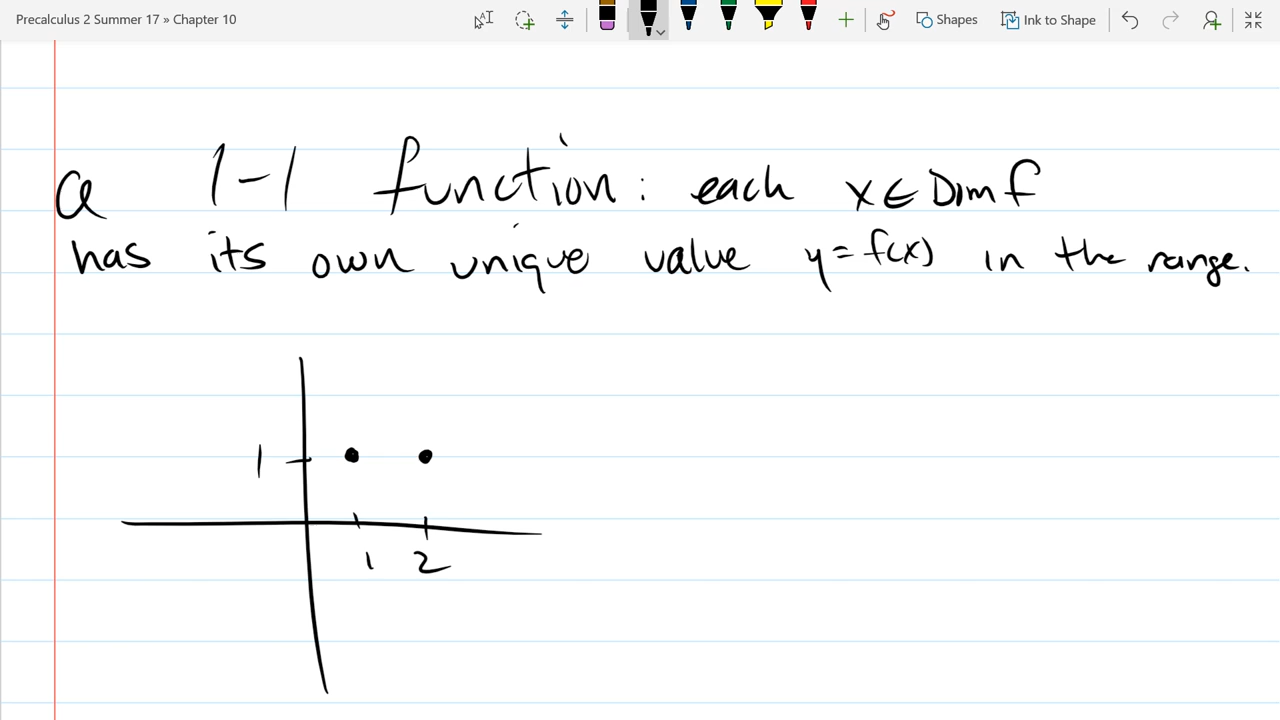 Precalculus 2 Summer 17 » Chapter 10
Shapes
Ink to Shape
a 1-1 function: each x ∈ Dom f
has its own unique value y = f(x) in the range.
1
1 2